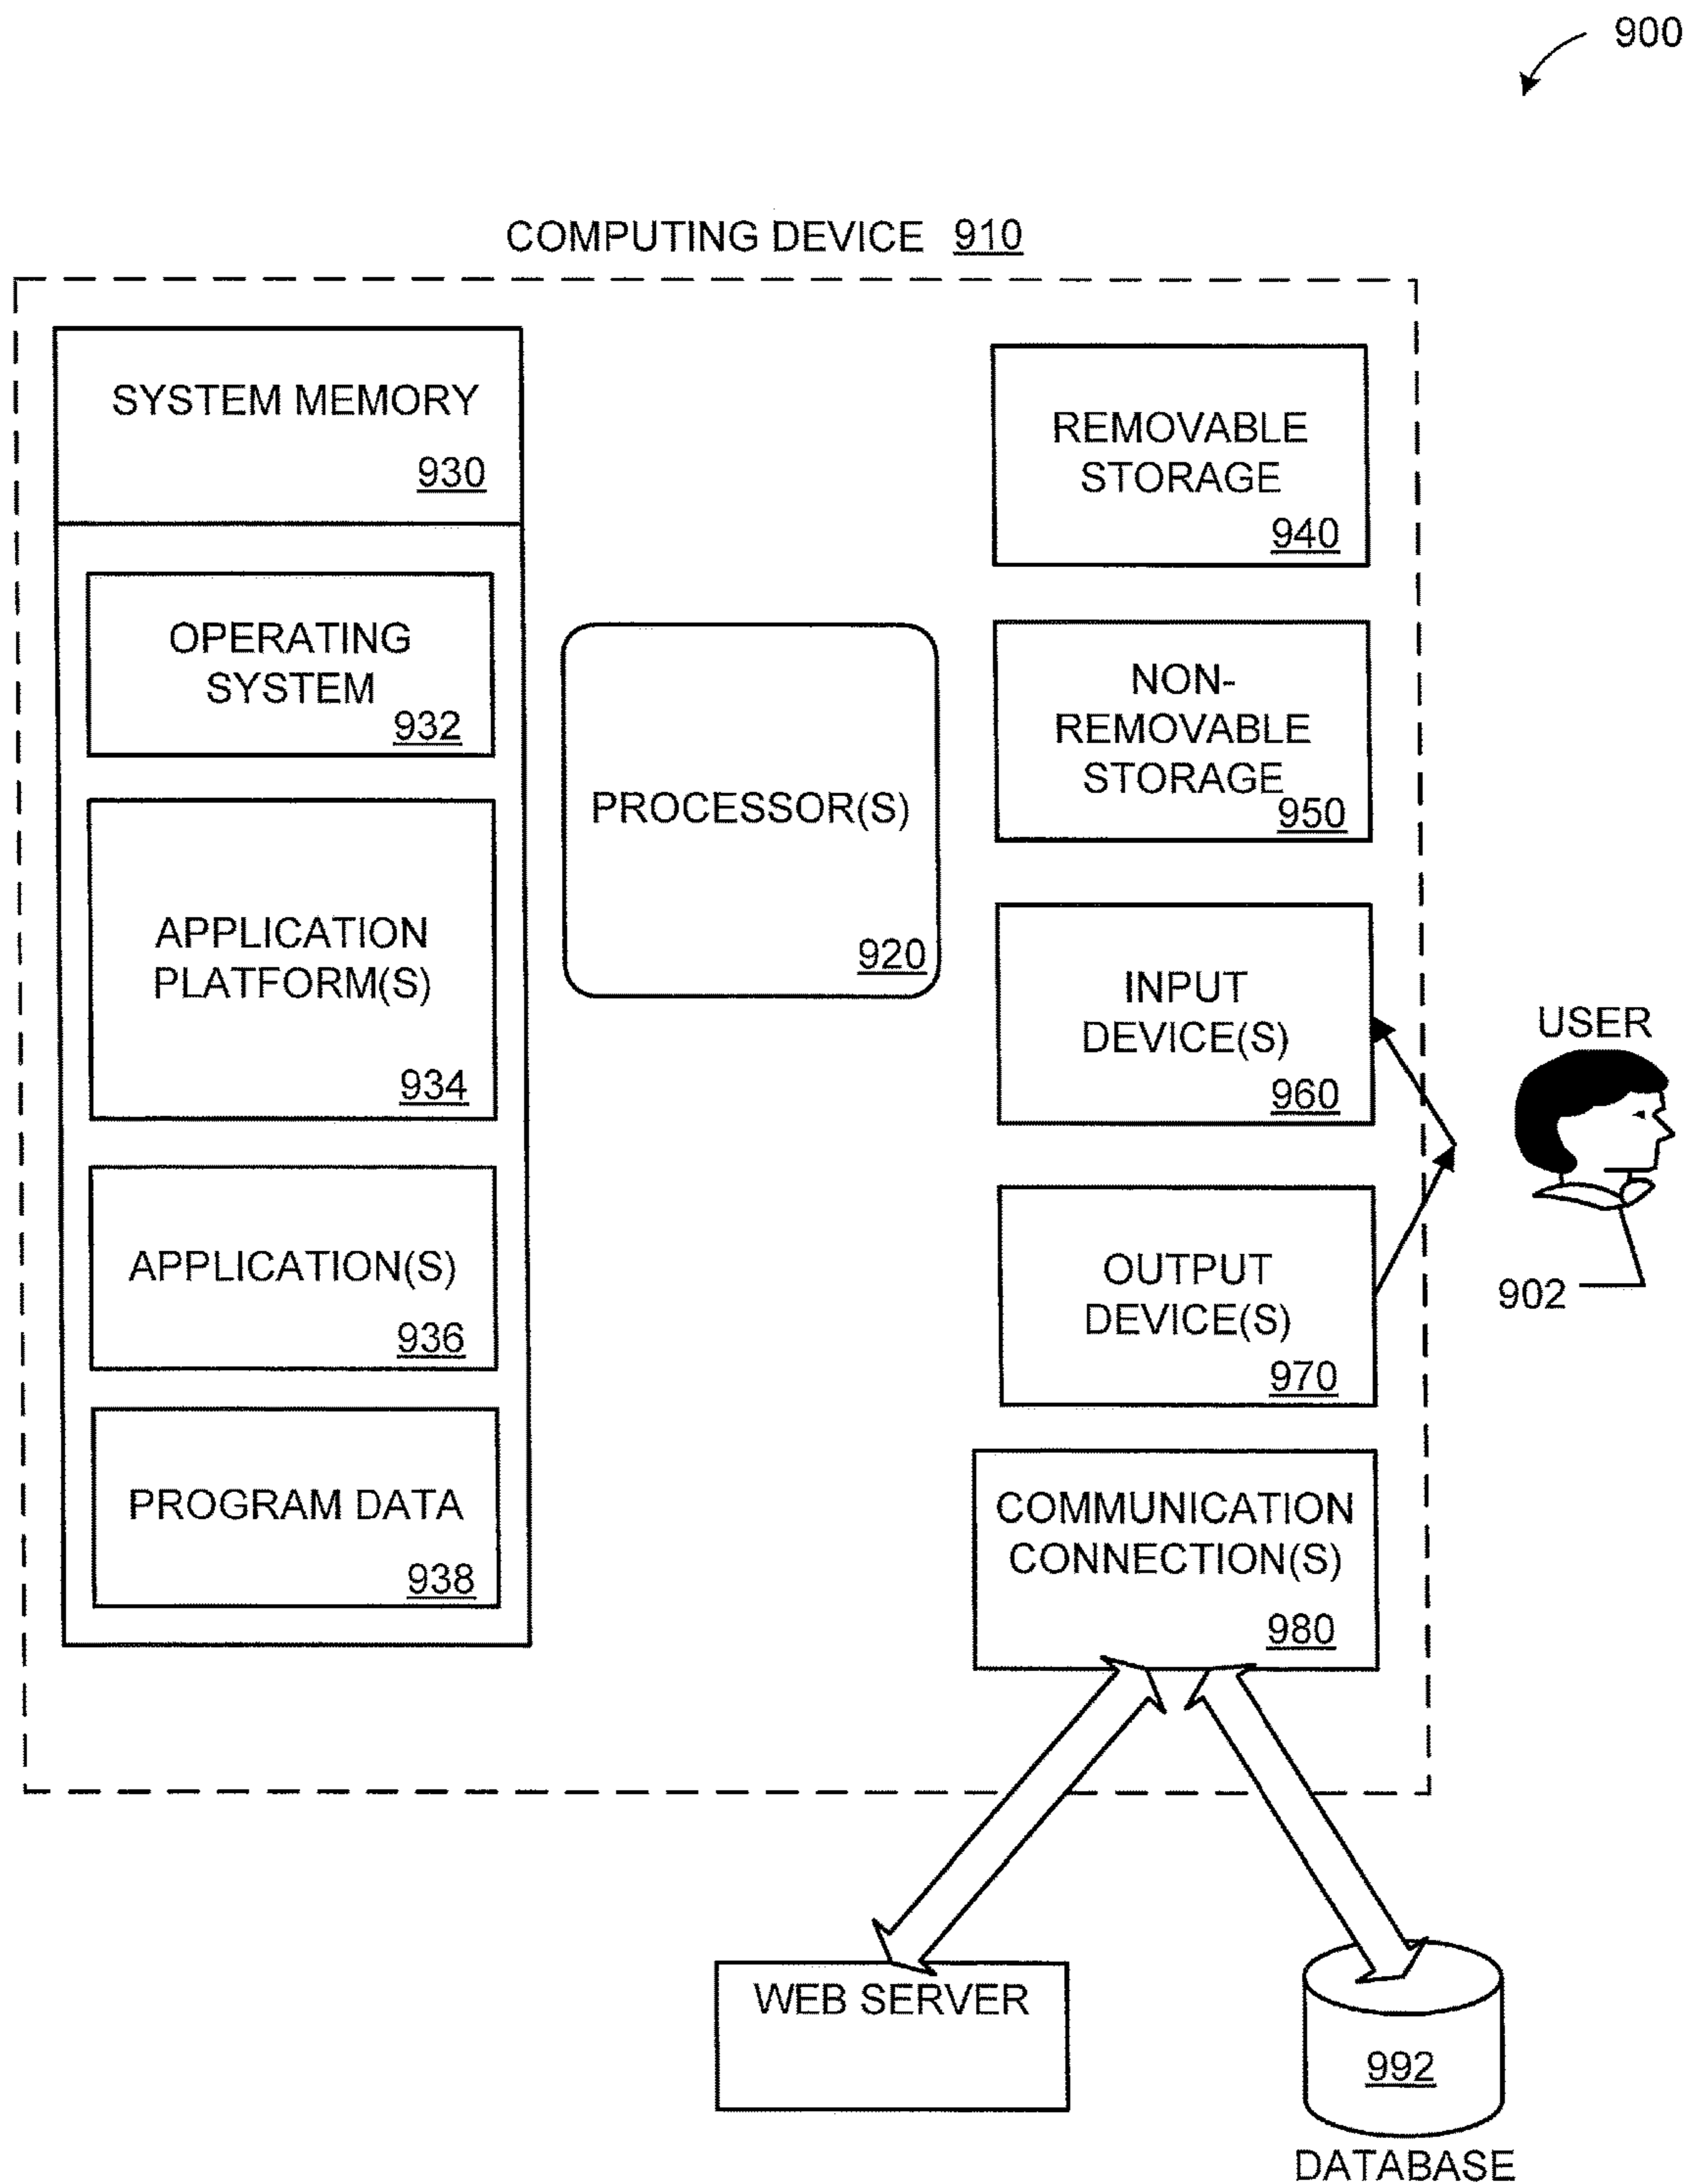 900
COMPUTING DEVICE 910
SYSTEM MEMORY
930
OPERATING
SYSTEM
932
APPLICATION
PLATFORM(S)
934
APPLICATION(S)
936
PROGRAM DATA
938
PROCESSOR(S)
920
REMOVABLE
STORAGE
940
NON-
REMOVABLE
STORAGE
950
INPUT
DEVICE(S)
960
OUTPUT
DEVICE(S)
970
COMMUNICATION
CONNECTION(S)
980
USER
902
WEB SERVER
992
DATABASE